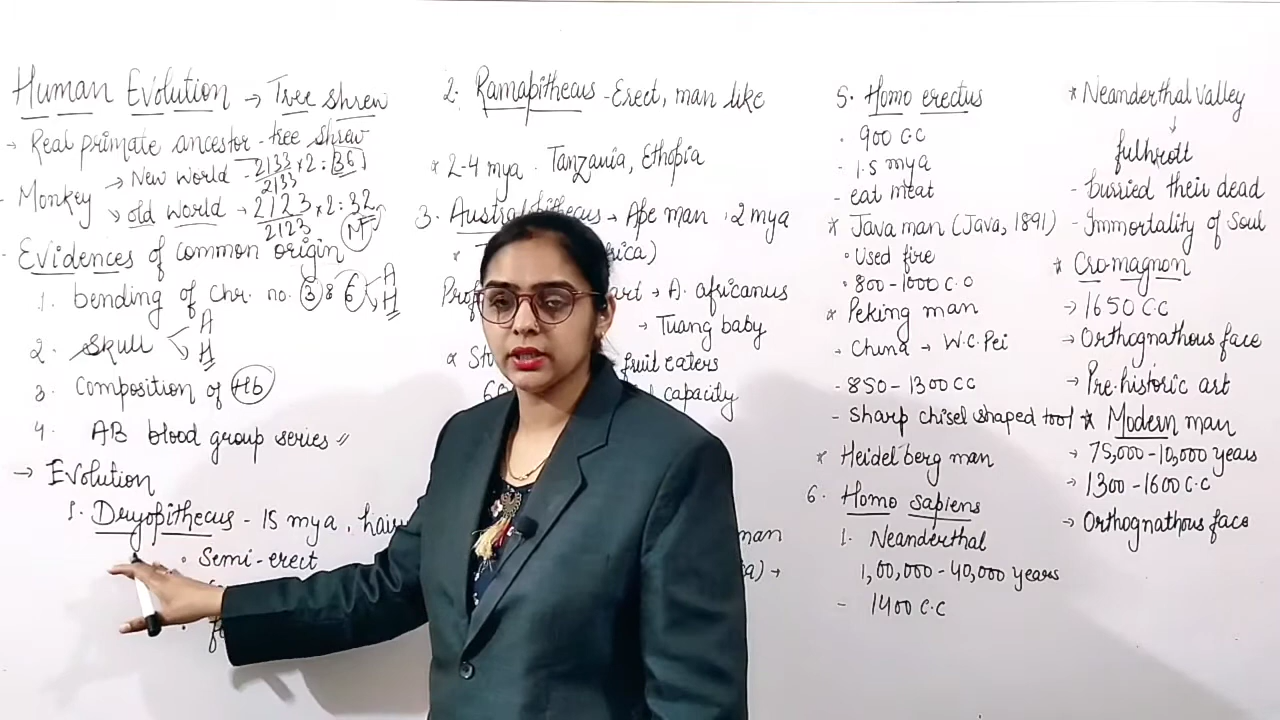 Human Evolution → Tree shrew
→ Real primate ancestor - tree shrew
- Monkey → New World - 2133/2133 × 2 : 36
→ old world → 2123/2123 × 2 : 32
- Evidences of common origin
1. bending of Chr. no. 3 & 6 A H
2. Skull A H
3. Composition of Hb
4. AB blood group series
→ Evolution
1. Dryopithecus - 15 mya, hairy
• Semi-erect
2. Ramapithecus - Erect, man like
* 2-4 mya . Tanzania, Ethopia
3. Australopithecus → Ape man , 2 mya
→ A. africanus
→ Tuang baby
fruil eaters
capacity
man
5. Homo erectus
• 900 C.C
- 1.5 mya
- eat meat
* Java man (Java, 1891)
• Used fire
• 800-1000 C.C
* Peking man
- China → W.C. Pei
- 850-1300 CC
- Sharp chisel shaped tool
* Heidelberg man
6. Homo sapiens
1. Neanderthal
1,00,000 - 40,000 years
- 1400 C.C
* Neanderthal valley
↓
fulhrott
- burried their dead
- Immortality of Soul
* Cro-magnon
→ 1650 C.C
→ Orthognathous face
→ Pre-historic art
* Modern man
→ 75,000-10,000 years
→ 1300-1600 C.C
→ Orthognathous face